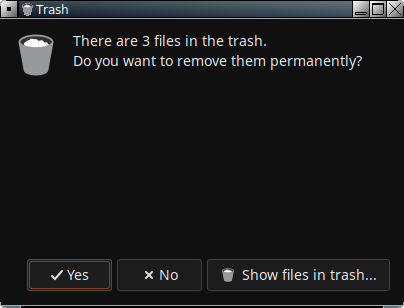 Trash
There are 3 files in the trash.
Do you want to remove them permanently?
Yes
No
Show files in trash...